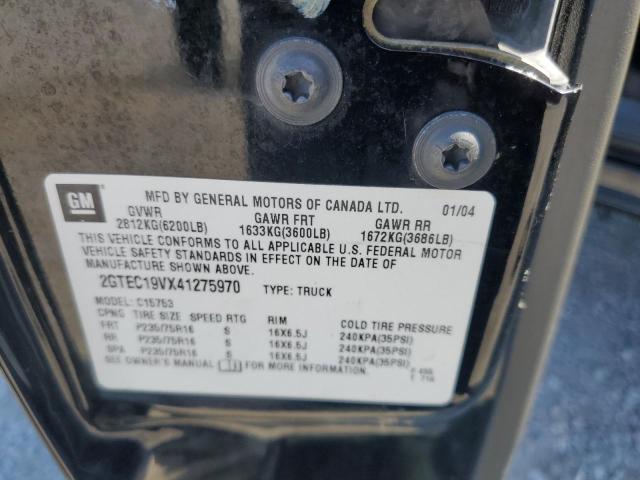 GM
MFD BY GENERAL MOTORS OF CANADA LTD. 01/04
GVWR GAWR FRT GAWR RR
2812KG(6200LB) 1633KG(3600LB) 1672KG(3686LB)
THIS VEHICLE CONFORMS TO ALL APPLICABLE U.S. FEDERAL MOTOR
VEHICLE SAFETY STANDARDS IN EFFECT ON THE DATE OF
MANUFACTURE SHOWN ABOVE.
2GTEC19VX41275970 TYPE: TRUCK
MODEL: C15753
CPNG TIRE SIZE SPEED RTG RIM COLD TIRE PRESSURE
FRT P235/75R16 S 16X6.5J 240KPA(35PSI)
RR P235/75R16 S 16X6.5J 240KPA(35PSI)
SPA P235/75R16 S 16X6.5J 240KPA(35PSI)
SEE OWNER'S MANUAL FOR MORE INFORMATION.